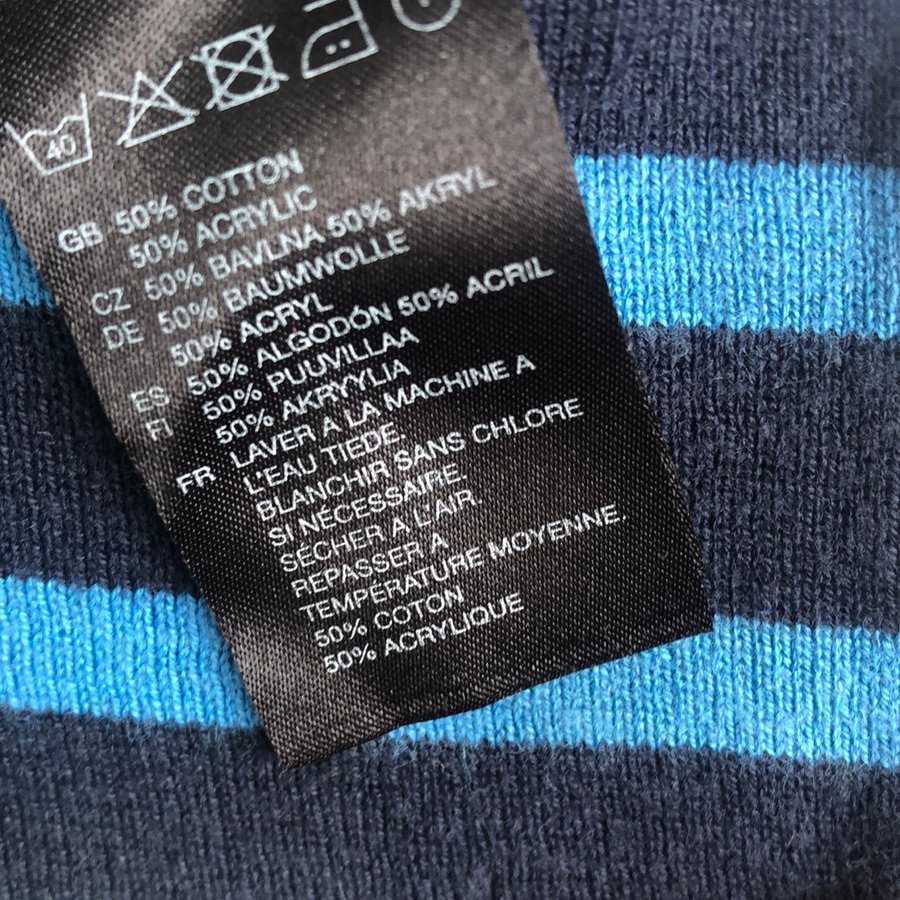 40
GB 50% COTTON
50% ACRYLIC
CZ 50% BAVLNA 50% AKRYL
DE 50% BAUMWOLLE
50% ACRYL
ES 50% ALGODÓN 50% ACRIL
FI 50% PUUVILLAA
50% AKRYYLIA
FR LAVER A LA MACHINE A
L'EAU TIEDE.
BLANCHIR SANS CHLORE
SI NÉCESSAIRE.
SÉCHER A L'AIR.
REPASSER A
TEMPÉRATURE MOYENNE.
50% COTON
50% ACRYLIQUE